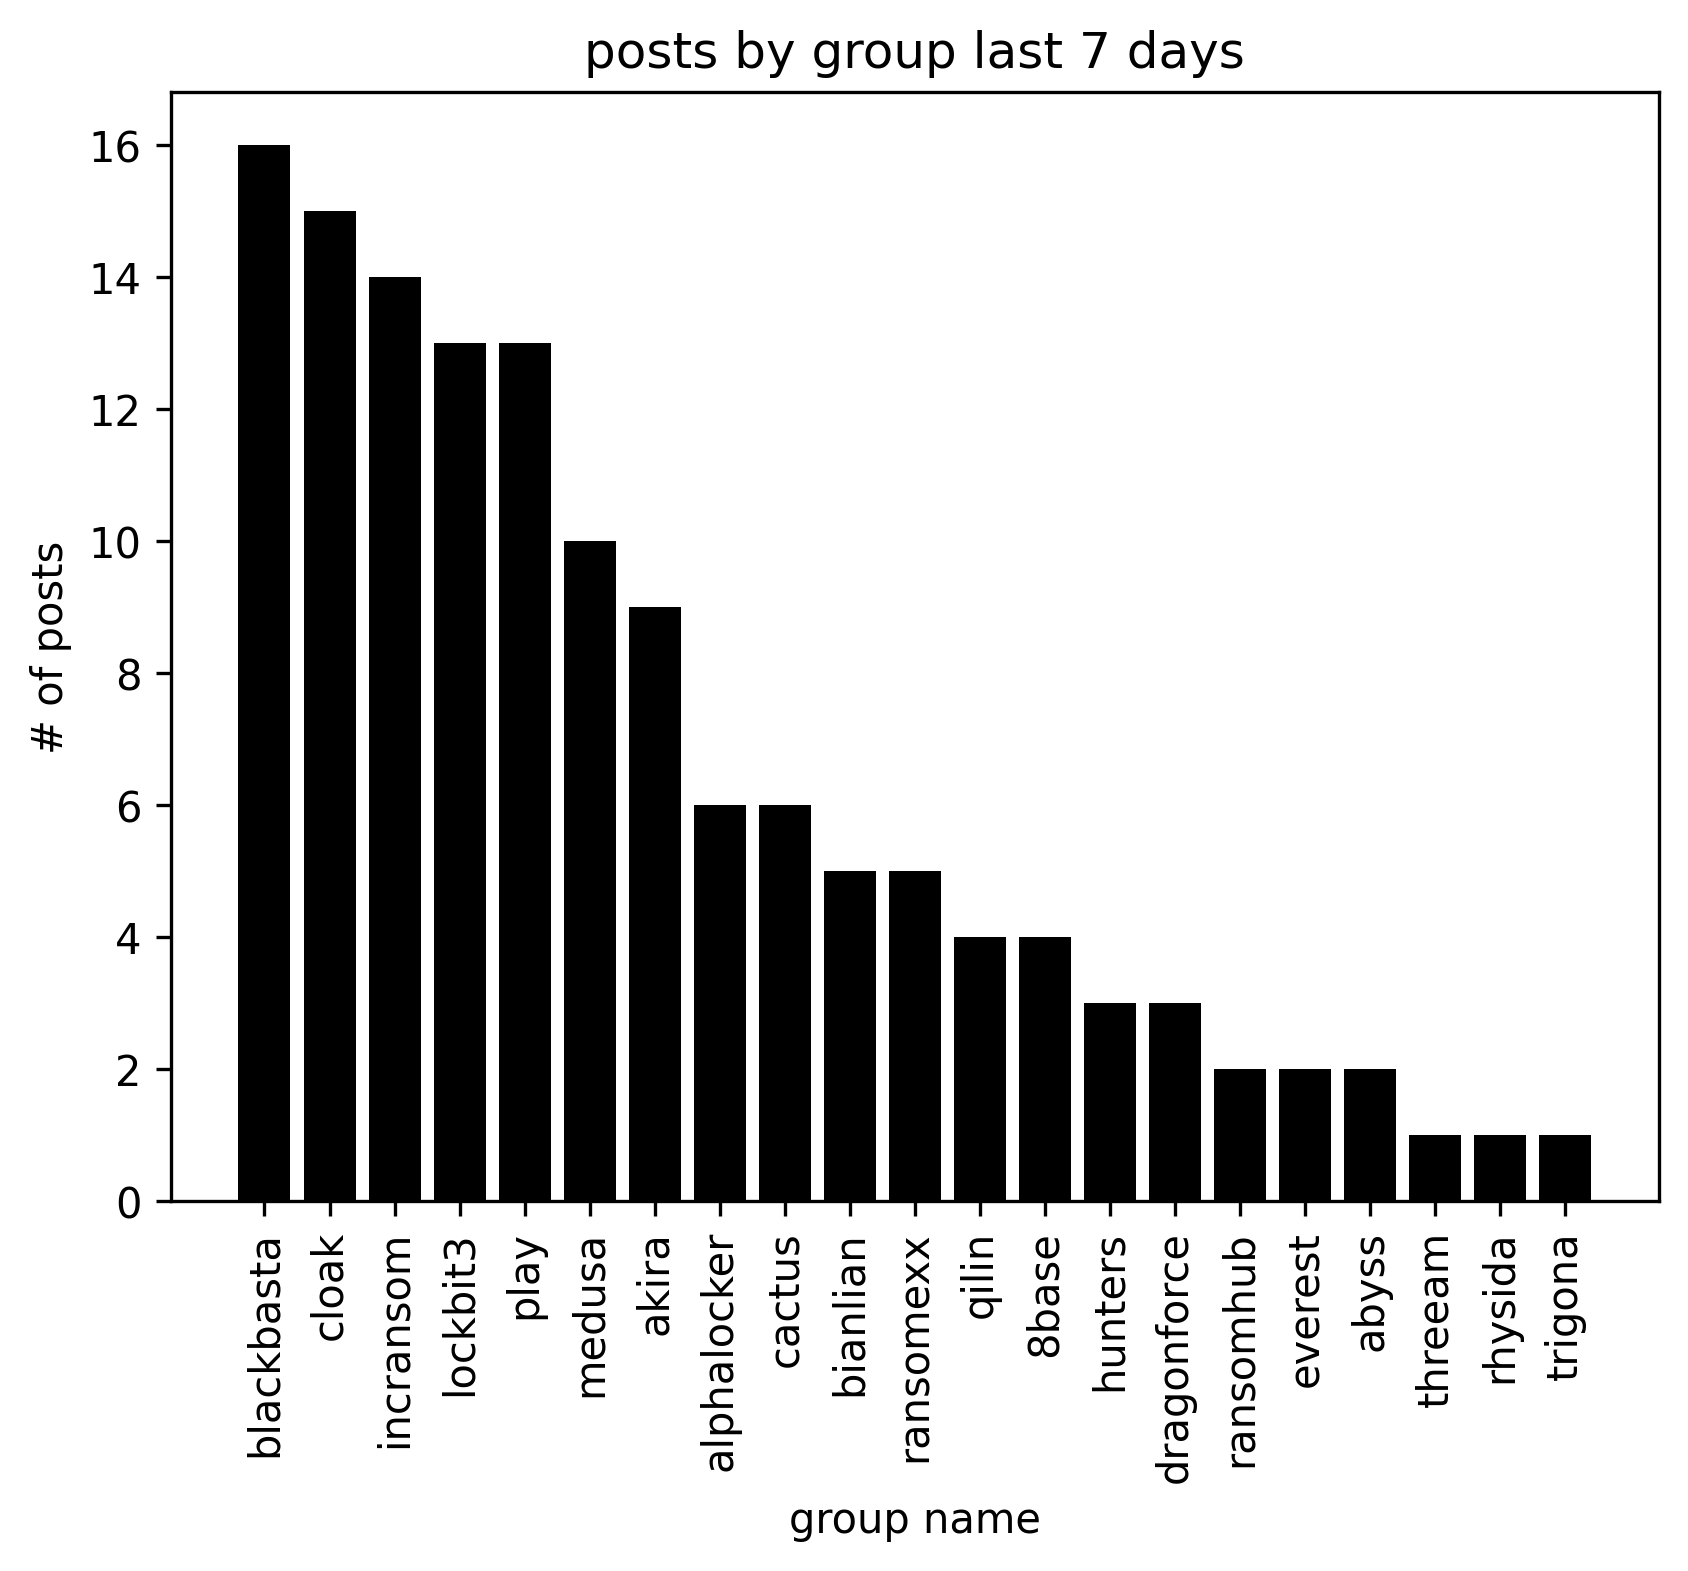 posts by group last 7 days
16
14
12
10
8
6
4
2
0
# of posts
blackbasta
cloak
incransom
lockbit3
play
medusa
akira
alphalocker
cactus
bianlian
ransomexx
qilin
8base
hunters
dragonforce
ransomhub
everest
abyss
threeam
rhysida
trigona
group name